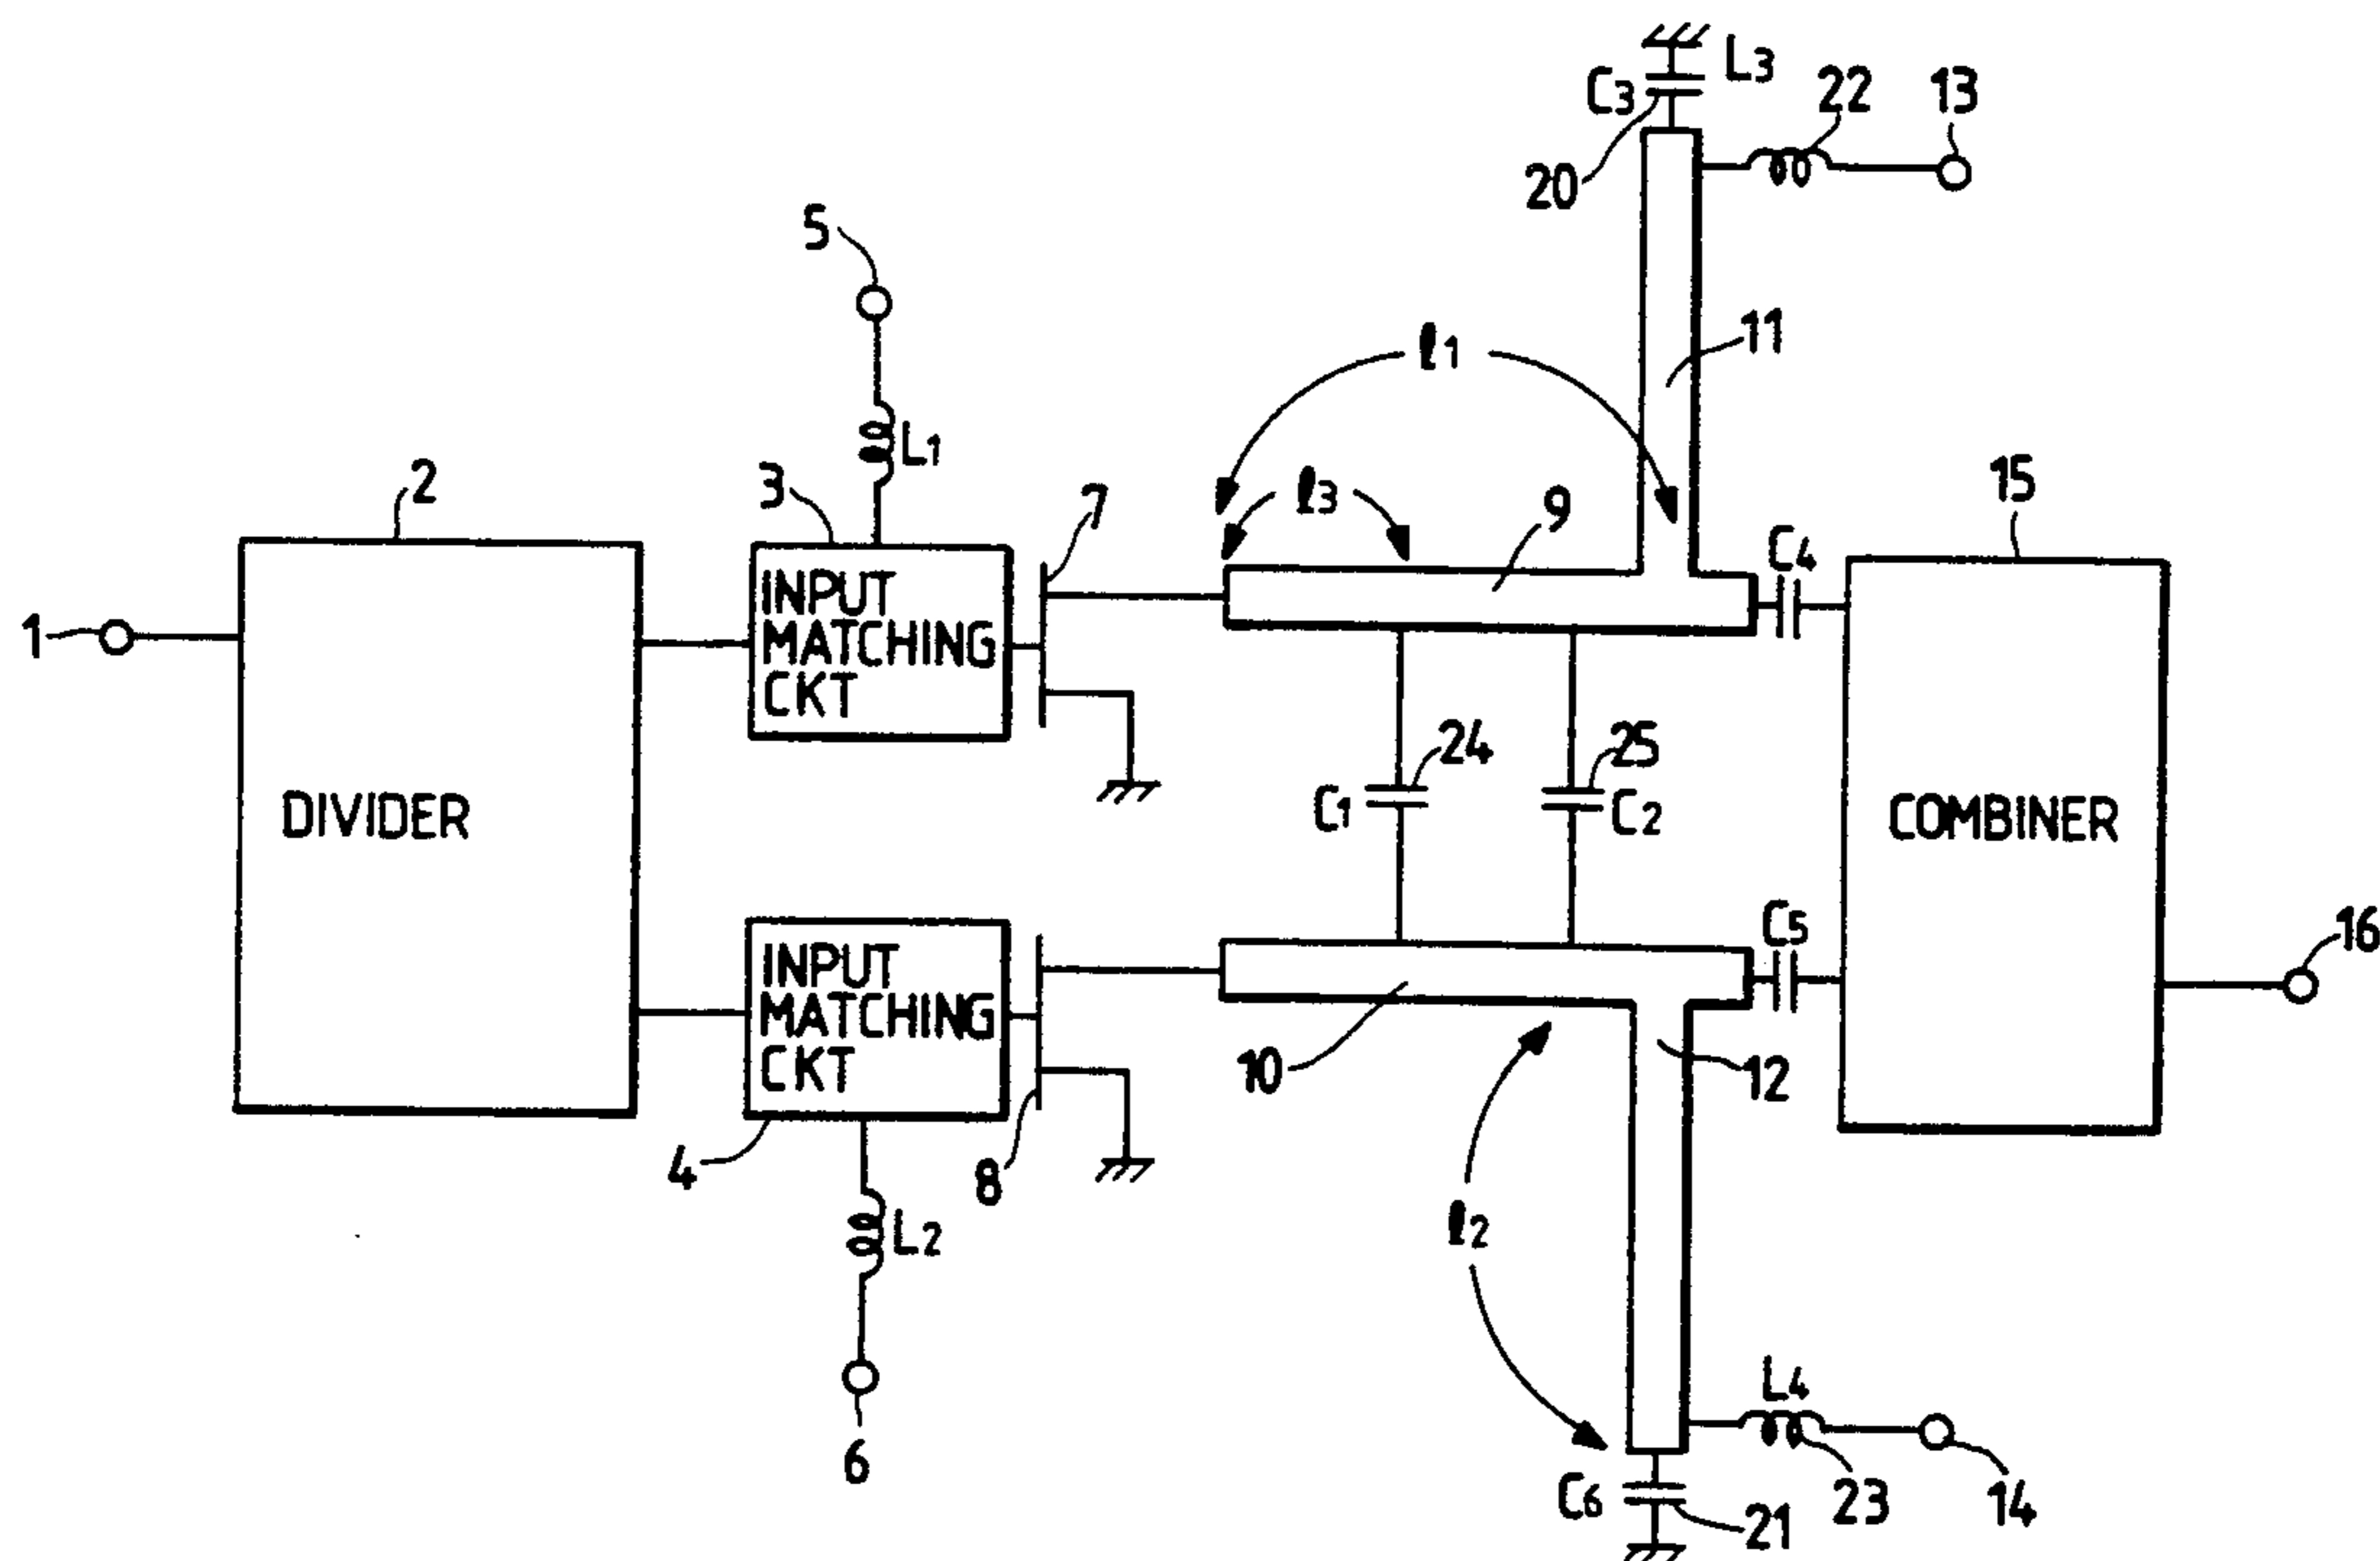 C3
L3
22
13
20
5
ℓ1
11
L1
2
3
7
ℓ3
9
C4
15
1
INPUT
MATCHING
CKT
24
25
DIVIDER
C1
C2
COMBINER
C5
16
INPUT
MATCHING
CKT
10
12
4
8
L2
ℓ2
L4
6
C6
21
23
14